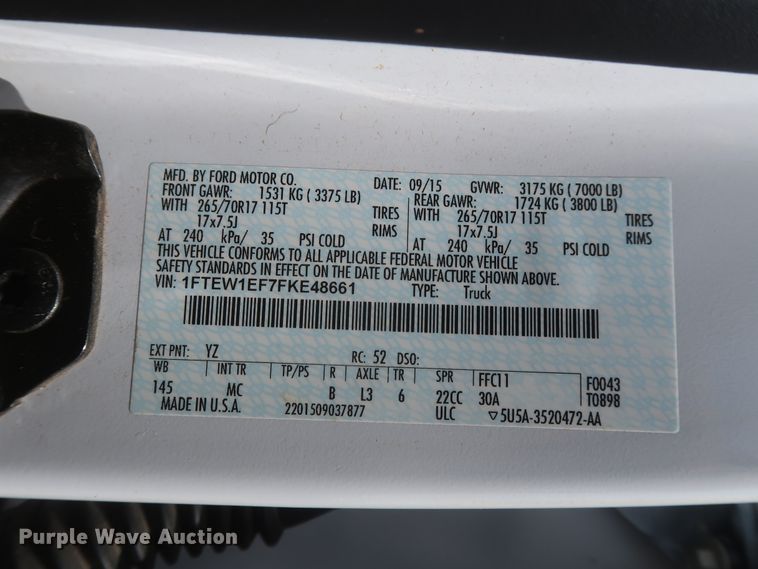 MFD. BY FORD MOTOR CO. DATE: 09/15 GVWR: 3175 KG ( 7000 LB)
FRONT GAWR: 1531 KG ( 3375 LB) REAR GAWR: 1724 KG ( 3800 LB)
WITH 265/70R17 115T TIRES WITH 265/70R17 115T TIRES
17x7.5J RIMS 17x7.5J RIMS
AT 240 kPa/ 35 PSI COLD AT 240 kPa/ 35 PSI COLD
THIS VEHICLE CONFORMS TO ALL APPLICABLE FEDERAL MOTOR VEHICLE
SAFETY STANDARDS IN EFFECT ON THE DATE OF MANUFACTURE SHOWN ABOVE.
VIN: 1FTEW1EF7FKE48661 TYPE: Truck
EXT PNT: YZ RC: 52 DSO:
WB INT TR TP/PS R AXLE TR SPR FFC11 F0043
145 MC B L3 6 22CC 30A T0898
MADE IN U.S.A. 2201509037877 ULC ▽5U5A-3520472-AA
Purple Wave Auction